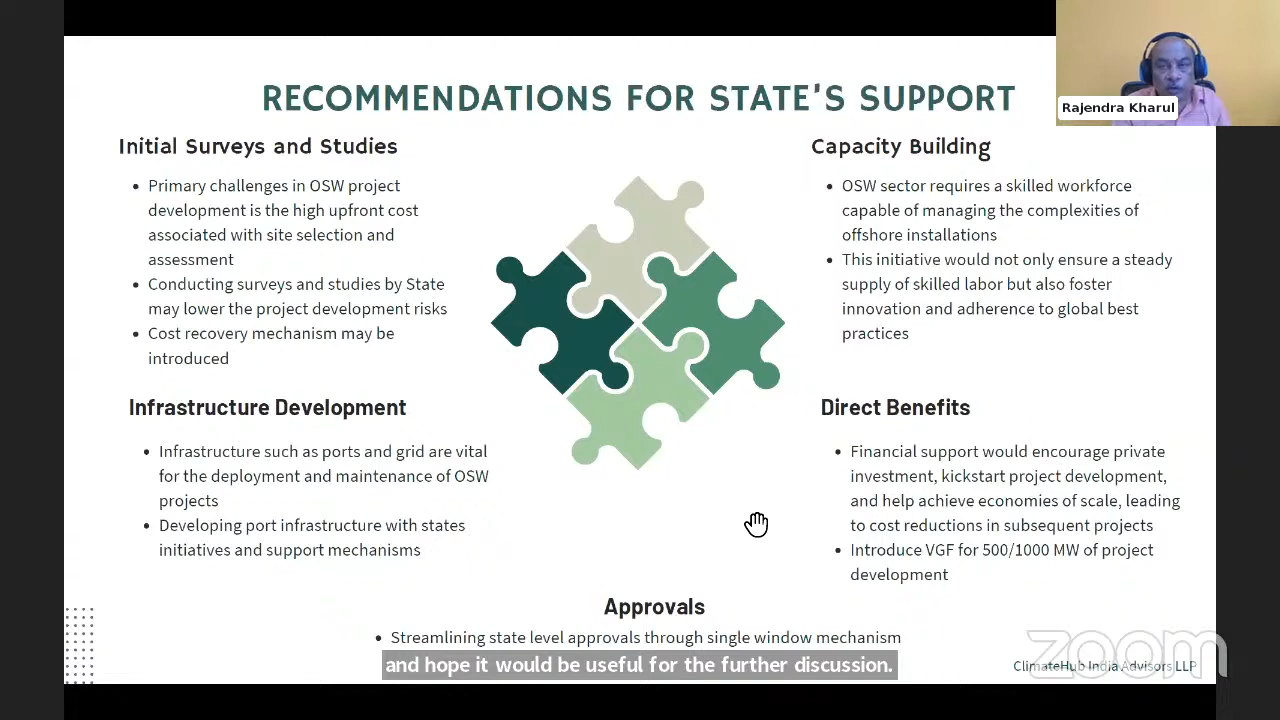 RECOMMENDATIONS FOR STATE'S SUPPORT
Rajendra Kharul
Initial Surveys and Studies
• Primary challenges in OSW project
development is the high upfront cost
associated with site selection and
assessment
• Conducting surveys and studies by State
may lower the project development risks
• Cost recovery mechanism may be
introduced
Capacity Building
• OSW sector requires a skilled workforce
capable of managing the complexities of
offshore installations
• This initiative would not only ensure a steady
supply of skilled labor but also foster
innovation and adherence to global best
practices
Infrastructure Development
• Infrastructure such as ports and grid are vital
for the deployment and maintenance of OSW
projects
• Developing port infrastructure with states
initiatives and support mechanisms
Direct Benefits
• Financial support would encourage private
investment, kickstart project development,
and help achieve economies of scale, leading
to cost reductions in subsequent projects
• Introduce VGF for 500/1000 MW of project
development
Approvals
• Streamlining state level approvals through single window mechanism
and hope it would be useful for the further discussion.
ClimateHub India Advisors LLP
zoom